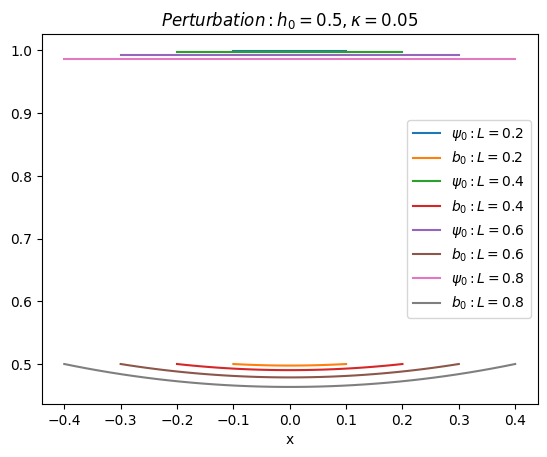 Perturbation : h₀ = 0.5, κ = 0.05
1.0
0.9
0.8
0.7
0.6
0.5
ψ₀ : L = 0.2
b₀ : L = 0.2
ψ₀ : L = 0.4
b₀ : L = 0.4
ψ₀ : L = 0.6
b₀ : L = 0.6
ψ₀ : L = 0.8
b₀ : L = 0.8
−0.4 −0.3 −0.2 −0.1 0.0 0.1 0.2 0.3 0.4
x